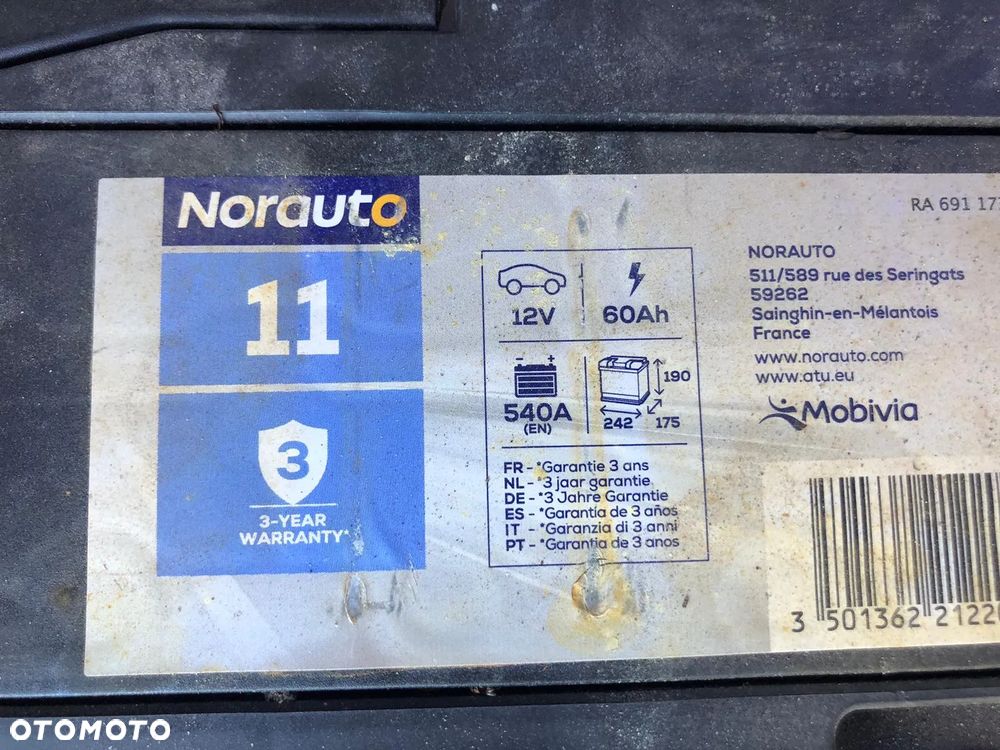 Norauto
11
3
3-YEAR
WARRANTY*
12V
60Ah
- +
540A
(EN)
190
242
175
FR - *Garantie 3 ans
NL - *3 jaar garantie
DE - *3 Jahre Garantie
ES - *Garantía de 3 años
IT - *Garanzia di 3 anni
PT - *Garantia de 3 anos
RA 691 177
NORAUTO
511/589 rue des Seringats
59262
Sainghin-en-Mélantois
France
www.norauto.com
www.atu.eu
Mobivia
3 501362 21220
OTOMOTO